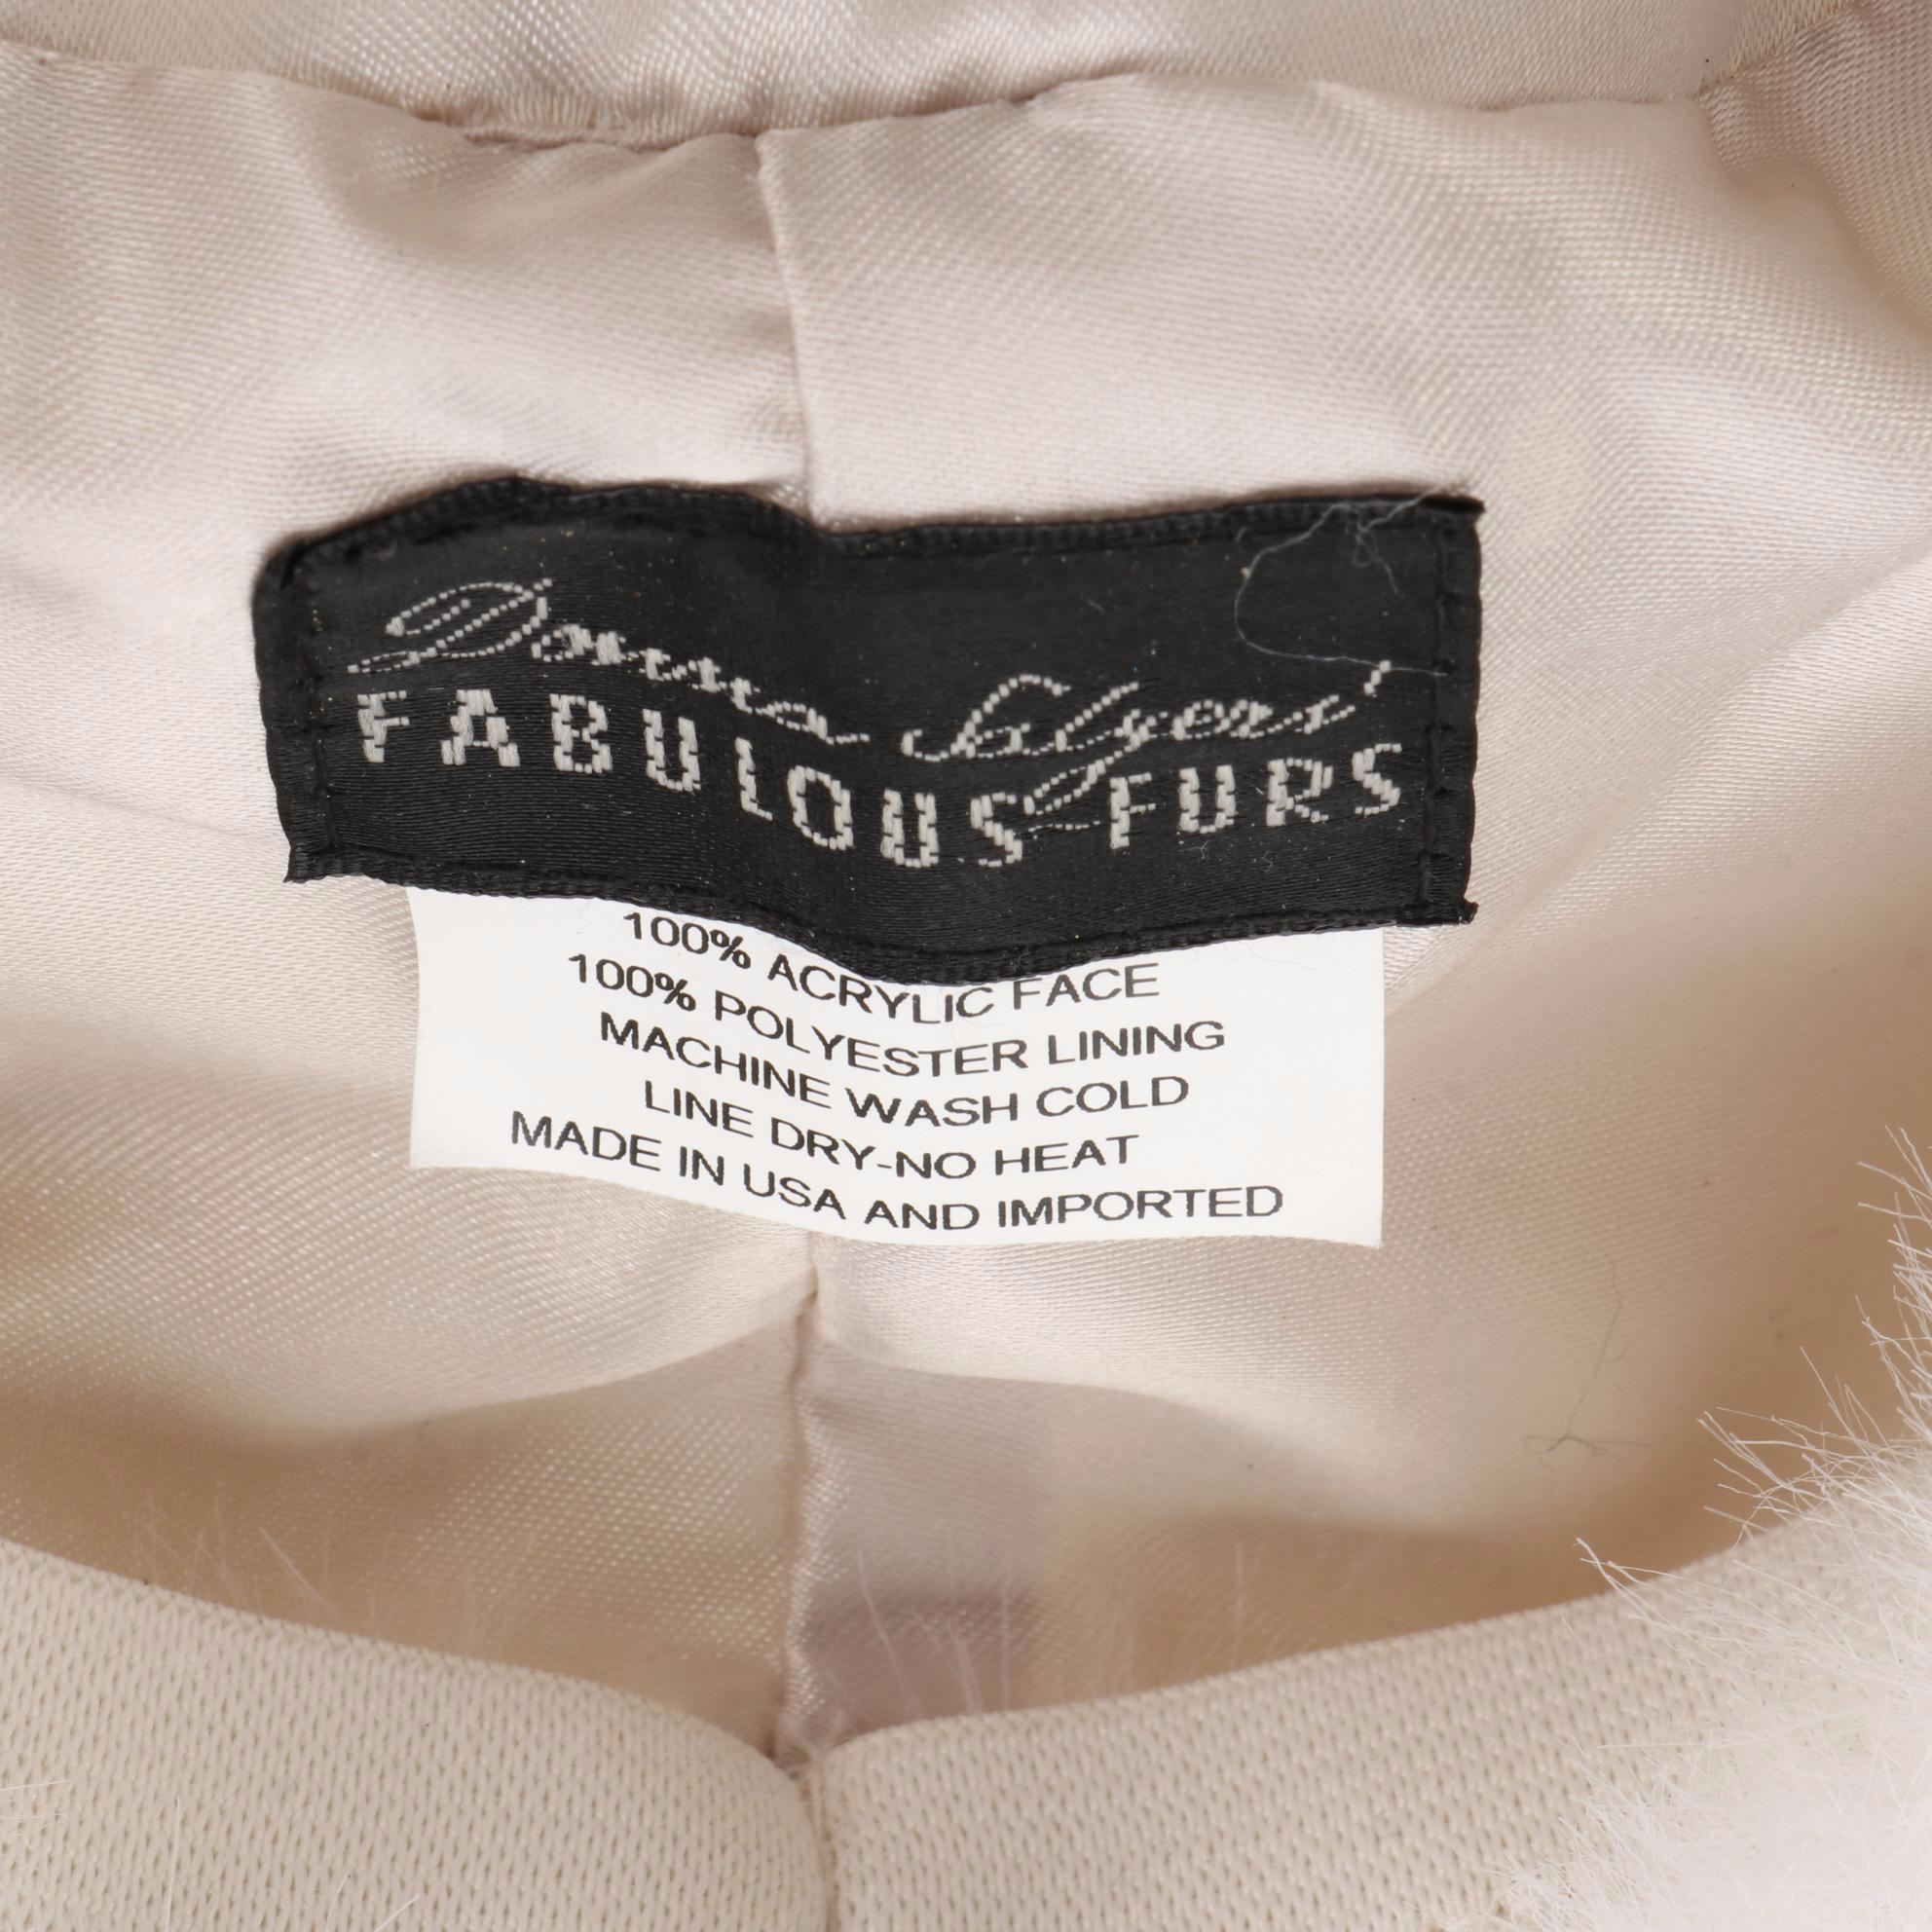 Donna Salyers'
FABULOUS FURS
100% ACRYLIC FACE
100% POLYESTER LINING
MACHINE WASH COLD
LINE DRY-NO HEAT
MADE IN USA AND IMPORTED